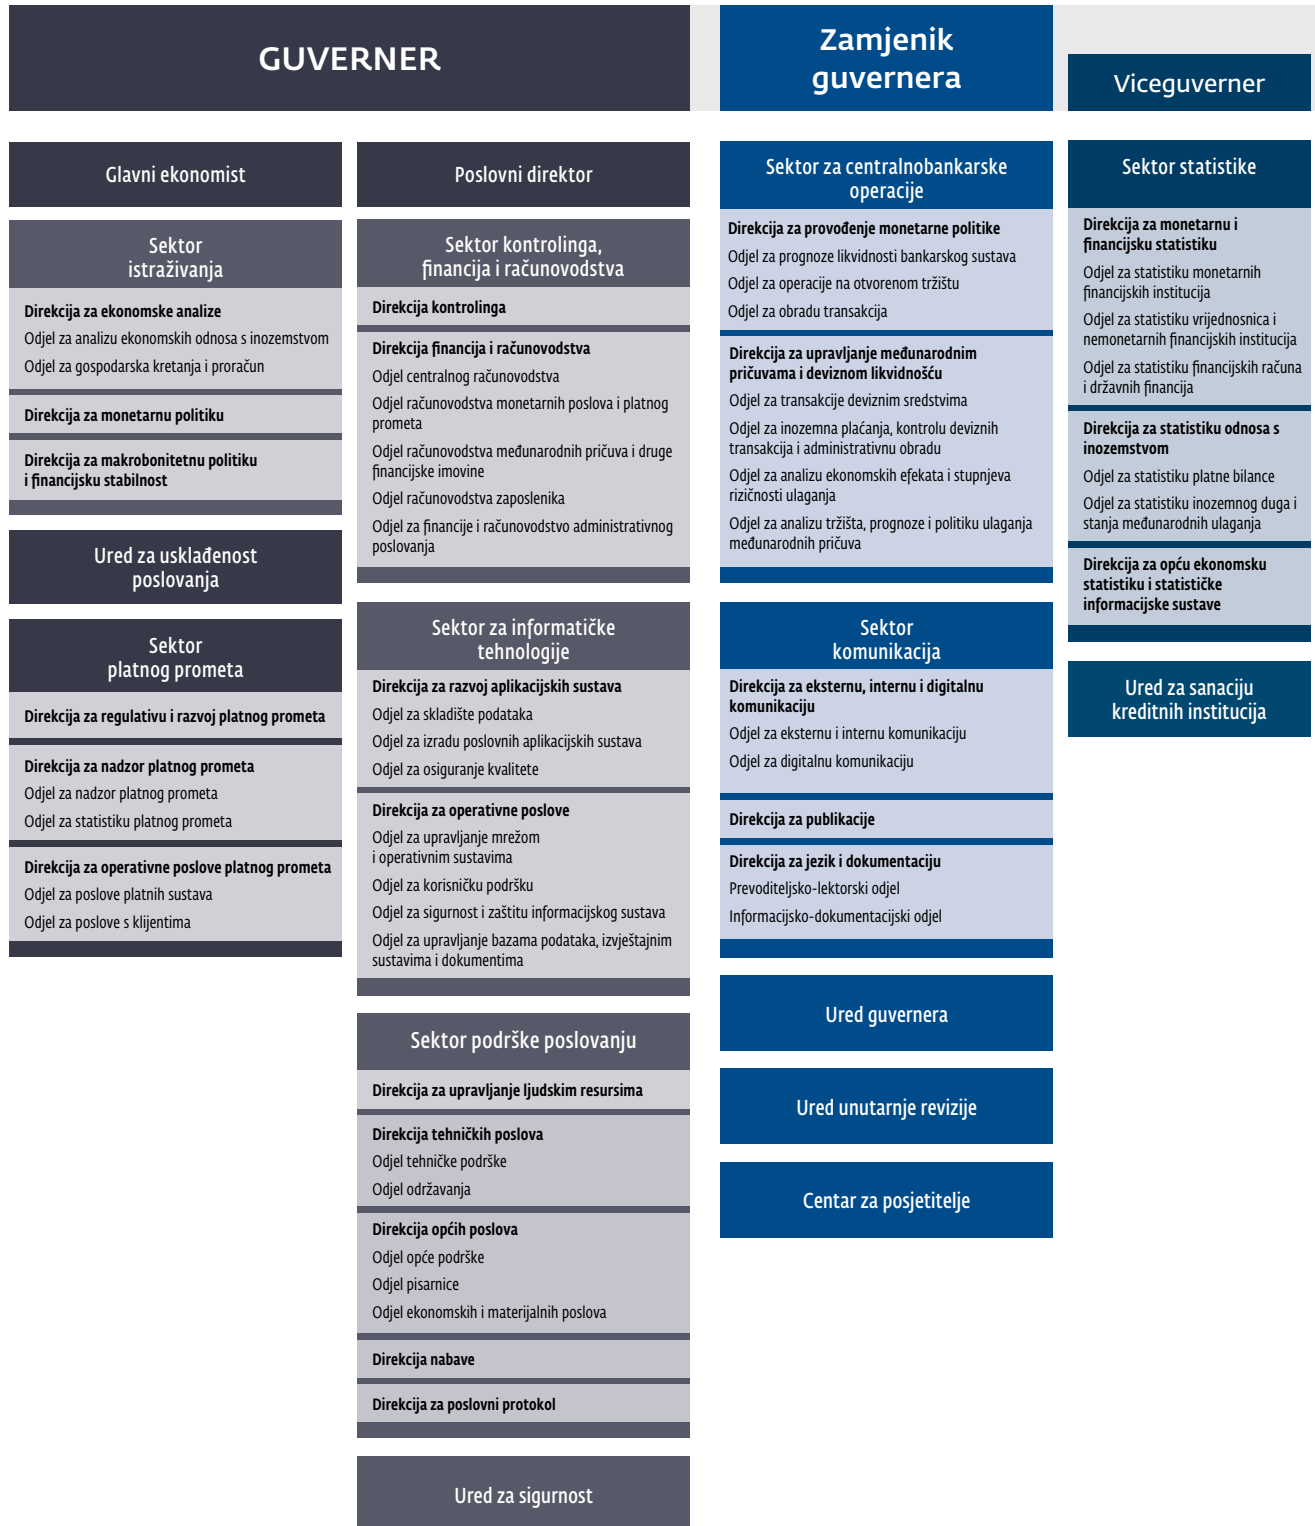 GUVERNER
Glavni ekonomist
Sektor
istraživanja
Direkcija za ekonomske analize
Odjel za analizu ekonomskih odnosa s inozemstvom
Odjel za gospodarska kretanja i proračun
Direkcija za monetarnu politiku
Direkcija za makrobonitetnu politiku
i financijsku stabilnost
Ured za usklađenost
poslovanja
Sektor
platnog prometa
Direkcija za regulativu i razvoj platnog prometa
Direkcija za nadzor platnog prometa
Odjel za nadzor platnog prometa
Odjel za statistiku platnog prometa
Direkcija za operativne poslove platnog prometa
Odjel za poslove platnih sustava
Odjel za poslove s klijentima
Poslovni direktor
Sektor kontrolinga,
financija i računovodstva
Direkcija kontrolinga
Direkcija financija i računovodstva
Odjel centralnog računovodstva
Odjel računovodstva monetarnih poslova i platnog
prometa
Odjel računovodstva međunarodnih pričuva i druge
financijske imovine
Odjel računovodstva zaposlenika
Odjel za financije i računovodstvo administrativnog
poslovanja
Sektor za informatičke
tehnologije
Direkcija za razvoj aplikacijskih sustava
Odjel za skladište podataka
Odjel za izradu poslovnih aplikacijskih sustava
Odjel za osiguranje kvalitete
Direkcija za operativne poslove
Odjel za upravljanje mrežom
i operativnim sustavima
Odjel za korisničku podršku
Odjel za sigurnost i zaštitu informacijskog sustava
Odjel za upravljanje bazama podataka, izvještajnim
sustavima i dokumentima
Sektor podrške poslovanju
Direkcija za upravljanje ljudskim resursima
Direkcija tehničkih poslova
Odjel tehničke podrške
Odjel održavanja
Direkcija općih poslova
Odjel opće podrške
Odjel pisarnice
Odjel ekonomskih i materijalnih poslova
Direkcija nabave
Direkcija za poslovni protokol
Ured za sigurnost
Zamjenik
guvernera
Sektor za centralnobankarske
operacije
Direkcija za provođenje monetarne politike
Odjel za prognoze likvidnosti bankarskog sustava
Odjel za operacije na otvorenom tržištu
Odjel za obradu transakcija
Direkcija za upravljanje međunarodnim
pričuvama i deviznom likvidnošću
Odjel za transakcije deviznim sredstvima
Odjel za inozemna plaćanja, kontrolu deviznih
transakcija i administrativnu obradu
Odjel za analizu ekonomskih efekata i stupnjeva
rizičnosti ulaganja
Odjel za analizu tržišta, prognoze i politiku ulaganja
međunarodnih pričuva
Sektor
komunikacija
Direkcija za eksternu, internu i digitalnu
komunikaciju
Odjel za eksternu i internu komunikaciju
Odjel za digitalnu komunikaciju
Direkcija za publikacije
Direkcija za jezik i dokumentaciju
Prevoditeljsko-lektorski odjel
Informacijsko-dokumentacijski odjel
Ured guvernera
Ured unutarnje revizije
Centar za posjetitelje
Viceguverner
Sektor statistike
Direkcija za monetarnu i
financijsku statistiku
Odjel za statistiku monetarnih
financijskih institucija
Odjel za statistiku vrijednosnica i
nemonetarnih financijskih institucija
Odjel za statistiku financijskih računa
i državnih financija
Direkcija za statistiku odnosa s
inozemstvom
Odjel za statistiku platne bilance
Odjel za statistiku inozemnog duga i
stanja međunarodnih ulaganja
Direkcija za opću ekonomsku
statistiku i statističke
informacijske sustave
Ured za sanaciju
kreditnih institucija